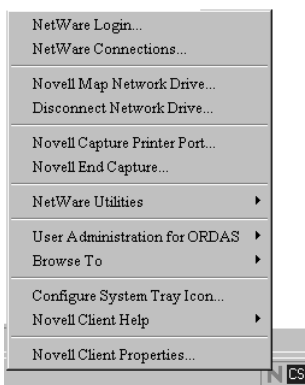 NetWare Login...
NetWare Connections...
Novell Map Network Drive...
Disconnect Network Drive...
Novell Capture Printer Port...
Novell End Capture...
NetWare Utilities
User Administration for ORDAS
Browse To
Configure System Tray Icon...
Novell Client Help
Novell Client Properties...
N CS